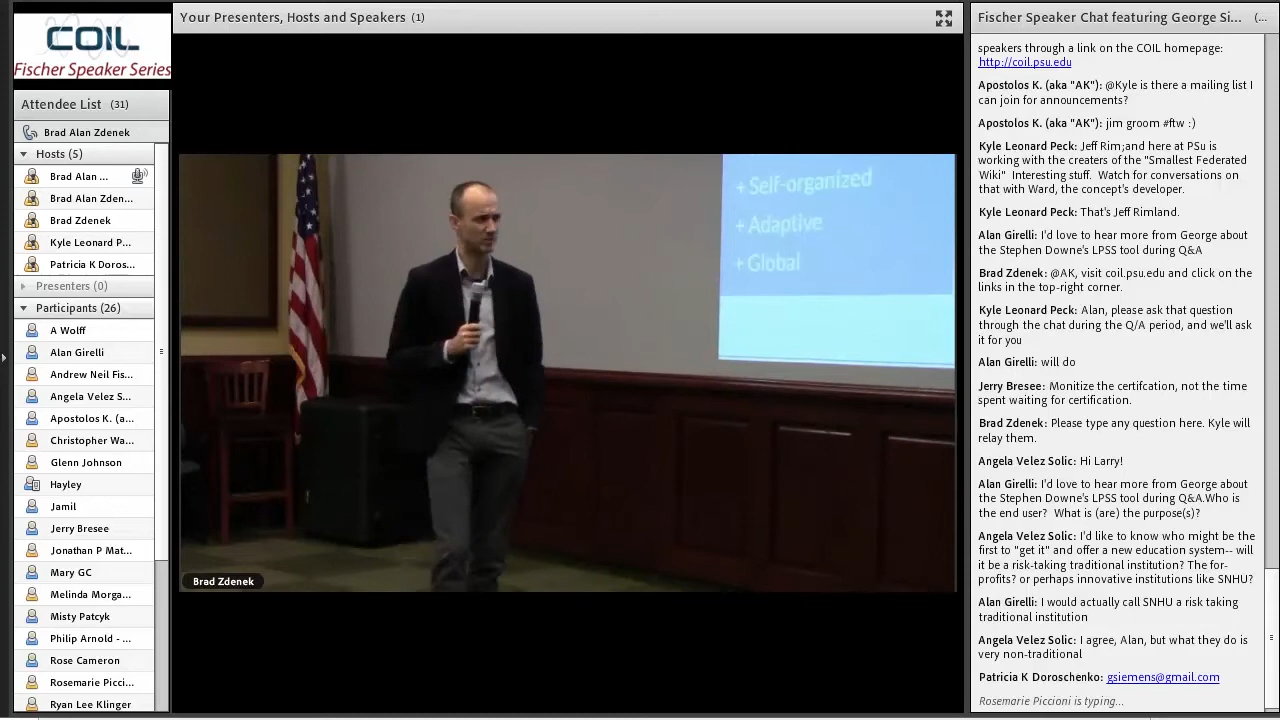 COIL
Fischer Speaker Series
Attendee List (31)
Brad Alan Zdenek
Hosts (5)
Brad Alan ...
Brad Alan Zden...
Brad Zdenek
Kyle Leonard P...
Patricia K Doros...
Presenters (0)
Participants (26)
A Wolff
Alan Girelli
Andrew Neil Fis...
Angela Velez S...
Apostolos K. (a...
Christopher Wa...
Glenn Johnson
Hayley
Jamil
Jerry Bresee
Jonathan P Mat...
Mary GC
Melinda Morga...
Misty Patcyk
Philip Arnold - ...
Rose Cameron
Rosemarie Picci...
Ryan Lee Klinger
Your Presenters, Hosts and Speakers (1)
+ Self-organized
+ Adaptive
+ Global
Brad Zdenek
Fischer Speaker Chat featuring George Si... (...
speakers through a link on the COIL homepage:
http://coil.psu.edu
Apostolos K. (aka "AK"): @Kyle is there a mailing list I
can join for announcements?
Apostolos K. (aka "AK"): jim groom #ftw :)
Kyle Leonard Peck: Jeff Rim;and here at PSu is
working with the creators of the "Smallest Federated
Wiki" Interesting stuff. Watch for conversations on
that with Ward, the concept's developer.
Kyle Leonard Peck: That's Jeff Rimland.
Alan Girelli: I'd love to hear more from George about
the Stephen Downe's LPSS tool during Q&A
Brad Zdenek: @AK, visit coil.psu.edu and click on the
links in the top-right corner.
Kyle Leonard Peck: Alan, please ask that question
through the chat during the Q/A period, and we'll ask
it for you
Alan Girelli: will do
Jerry Bresee: Monitize the certifcation, not the time
spent waiting for certification.
Brad Zdenek: Please type any question here. Kyle will
relay them.
Angela Velez Solic: Hi Larry!
Alan Girelli: I'd love to hear more from George about
the Stephen Downe's LPSS tool during Q&A.Who is
the end user? What is (are) the purpose(s)?
Angela Velez Solic: I'd like to know who might be the
first to "get it" and offer a new education system-- will
it be a risk-taking traditional institution? The for-
profits? or perhaps innovative institutions like SNHU?
Alan Girelli: I would actually call SNHU a risk taking
traditional institution
Angela Velez Solic: I agree, Alan, but what they do is
very non-traditional
Patricia K Doroschenko: gsiemens@gmail.com
Rosemarie Piccioni is typing...